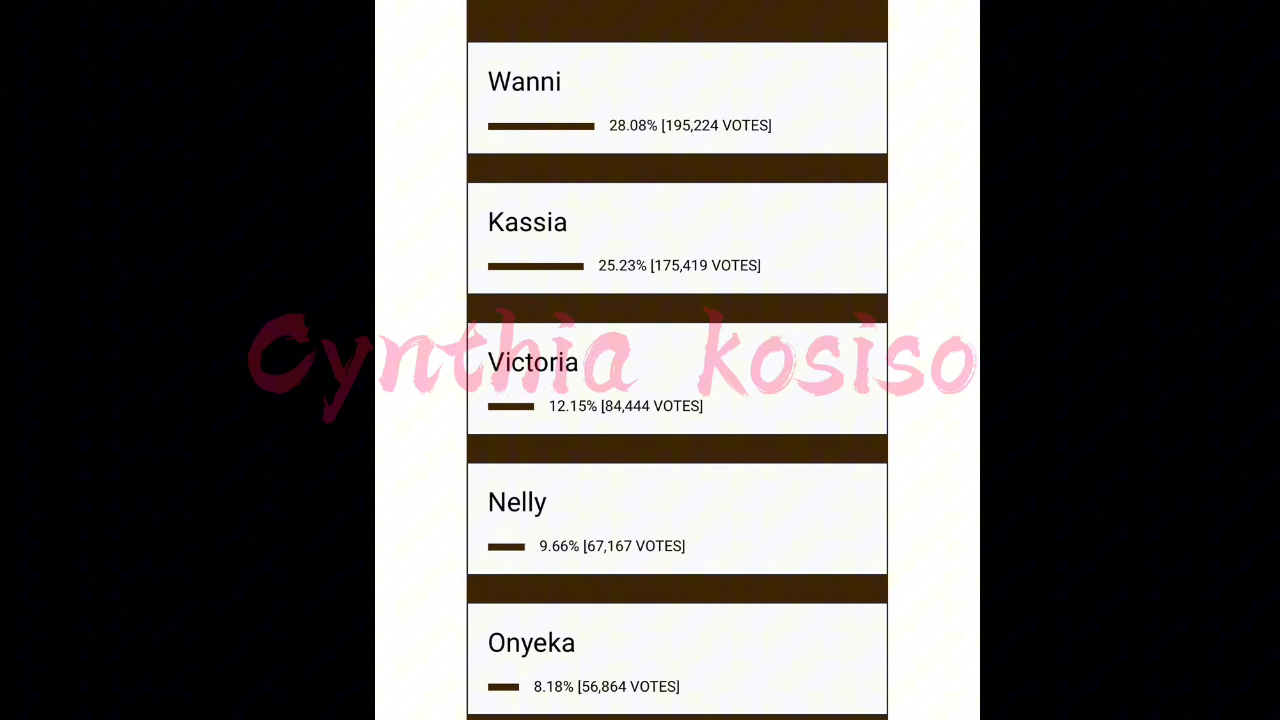 Wanni
28.08% [195,224 VOTES]
Kassia
25.23% [175,419 VOTES]
Cynthia kosiso
Victoria
12.15% [84,444 VOTES]
Nelly
9.66% [67,167 VOTES]
Onyeka
8.18% [56,864 VOTES]